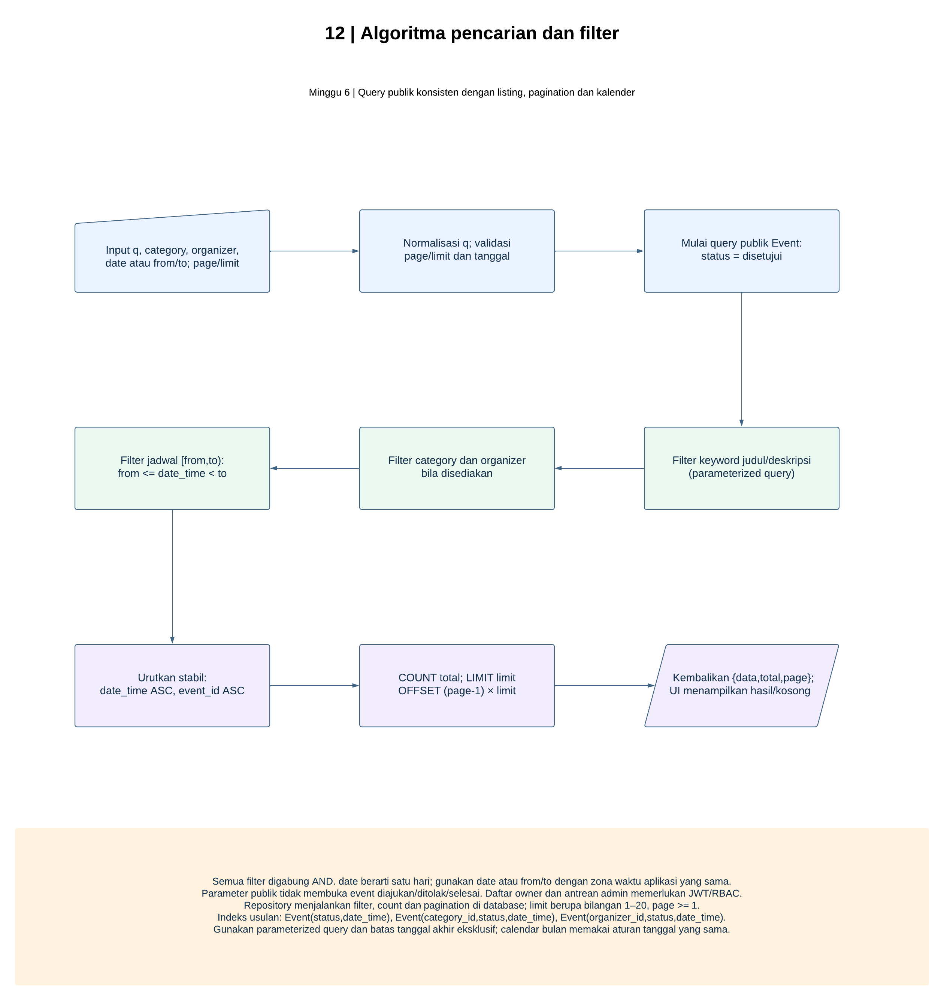 12 | Algoritma pencarian dan filter
Minggu 6 | Query publik konsisten dengan listing, pagination dan kalender
Input q, category, organizer,
date atau from/to; page/limit
Normalisasi q; validasi
page/limit dan tanggal
Mulai query publik Event:
status = disetujui
Filter keyword judul/deskripsi
(parameterized query)
Filter category dan organizer
bila disediakan
Filter jadwal [from,to):
from <= date_time < to
Urutkan stabil:
date_time ASC, event_id ASC
COUNT total; LIMIT limit
OFFSET (page-1) × limit
Kembalikan {data,total,page};
UI menampilkan hasil/kosong
Semua filter digabung AND. date berarti satu hari; gunakan date atau from/to dengan zona waktu aplikasi yang sama.
Parameter publik tidak membuka event diajukan/ditolak/selesai. Daftar owner dan antrean admin memerlukan JWT/RBAC.
Repository menjalankan filter, count dan pagination di database; limit berupa bilangan 1–20, page >= 1.
Indeks usulan: Event(status,date_time), Event(category_id,status,date_time), Event(organizer_id,status,date_time).
Gunakan parameterized query dan batas tanggal akhir eksklusif; calendar bulan memakai aturan tanggal yang sama.